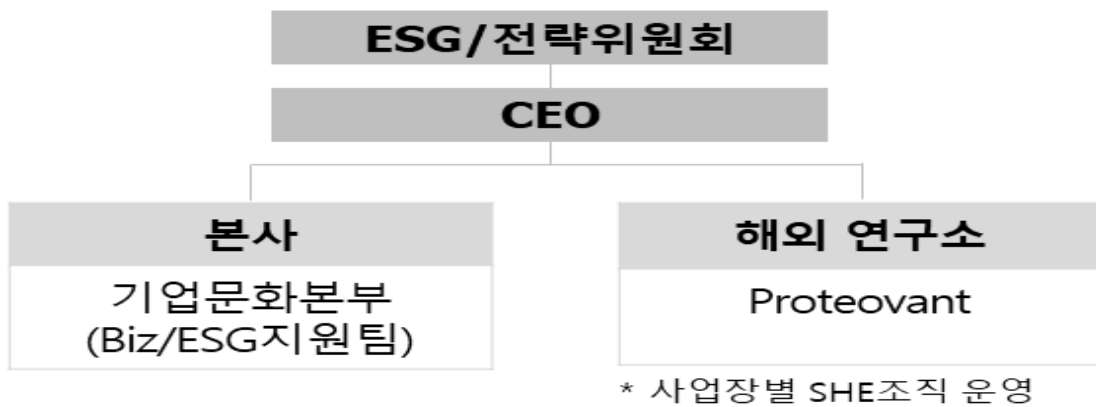 ESG/전략위원회
CEO
본사
기업문화본부
(Biz/ESG지원팀)
해외 연구소
Proteovant
* 사업장별 SHE조직 운영